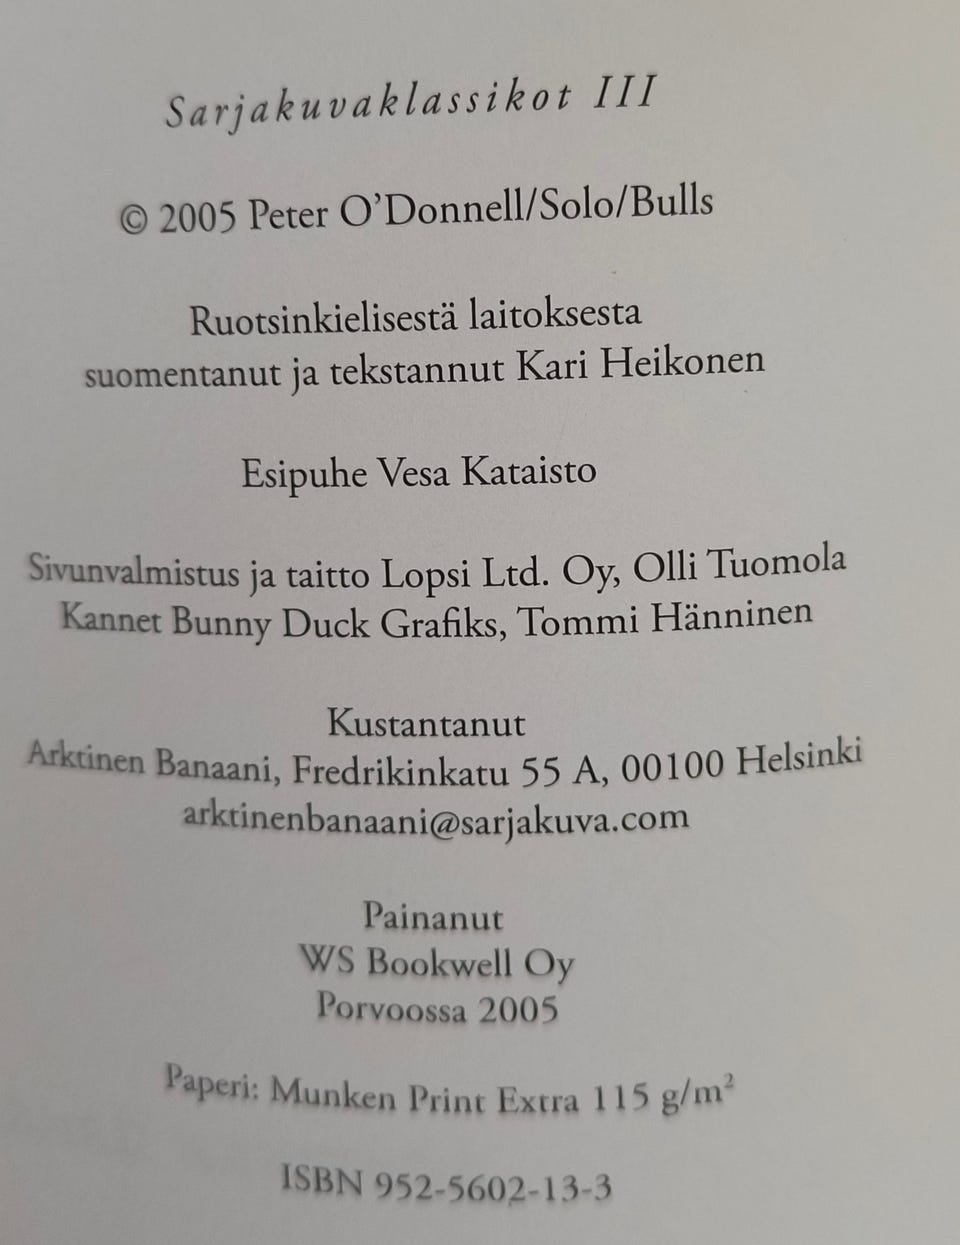 Sarjakuvaklassikot III
© 2005 Peter O'Donnell/Solo/Bulls
Ruotsinkielisestä laitoksesta
suomentanut ja tekstannut Kari Heikonen
Esipuhe Vesa Kataisto
Sivunvalmistus ja taitto Lopsi Ltd. Oy, Olli Tuomola
Kannet Bunny Duck Grafiks, Tommi Hänninen
Kustantanut
Arktinen Banaani, Fredrikinkatu 55 A, 00100 Helsinki
arktinenbanaani@sarjakuva.com
Painanut
WS Bookwell Oy
Porvoossa 2005
Paperi: Munken Print Extra 115 g/m²
ISBN 952-5602-13-3